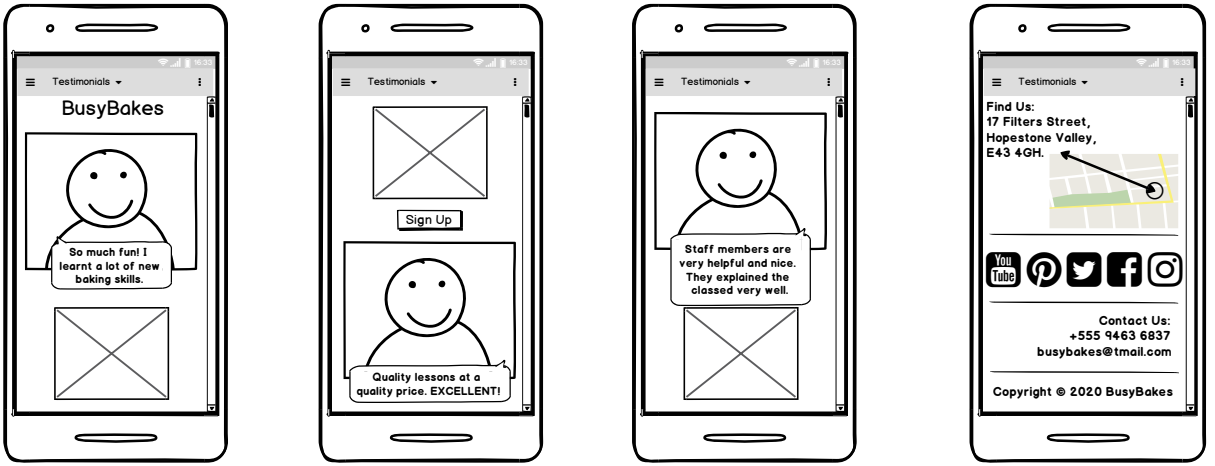 16:33
Testimonials
BusyBakes
So much fun! I
learnt a lot of new
baking skills.
16:33
Testimonials
Sign Up
Quality lessons at a
quality price. EXCELLENT!
16:33
Testimonials
Staff members are
very helpful and nice.
They explained the
classed very well.
16:33
Testimonials
Find Us:
17 Filters Street,
Hopestone Valley,
E43 4GH.
You
Tube
Contact Us:
+555 9463 6837
busybakes@tmail.com
Copyright © 2020 BusyBakes